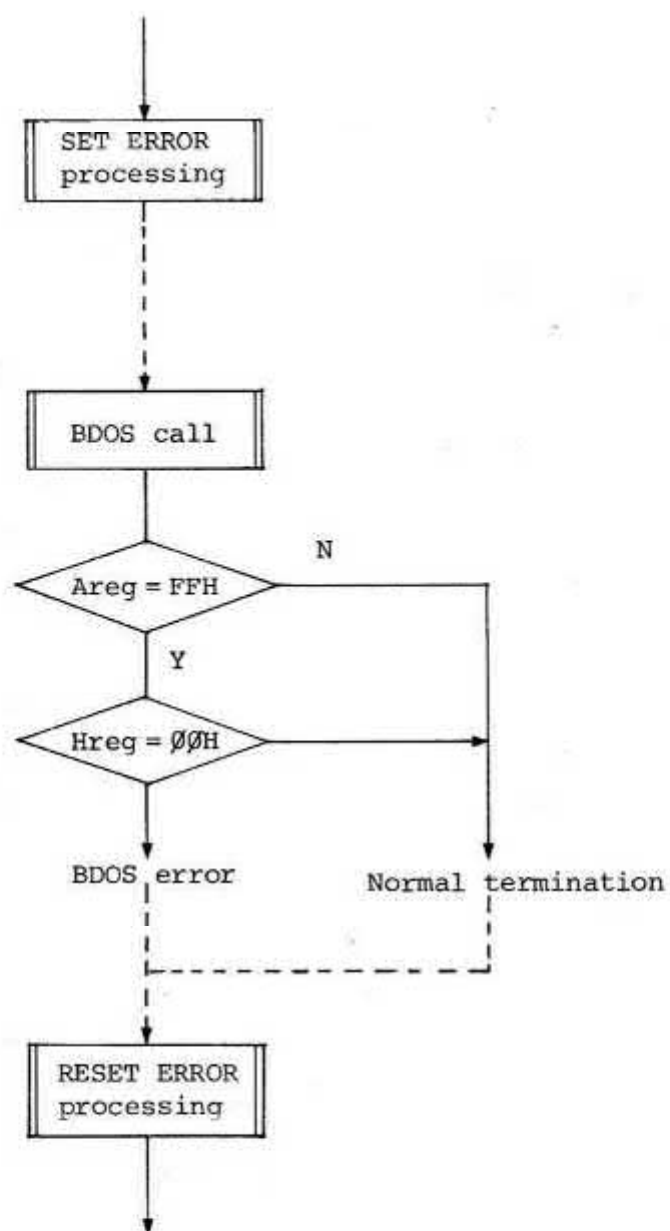 SET ERROR
processing
BDOS call
N
Areg = FFH
Y
Hreg = ØØH
BDOS error
Normal termination
RESET ERROR
processing